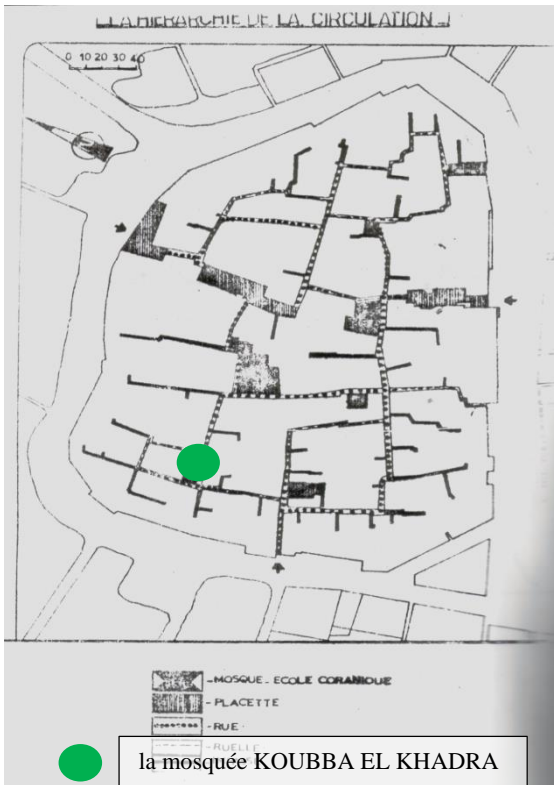 LA HIERARCHIE DE LA CIRCULATION
0 10 20 30 40
- MOSQUE - ECOLE CORANIQUE
- PLACETTE
- RUE
- RUELLE
la mosquée KOUBBA EL KHADRA